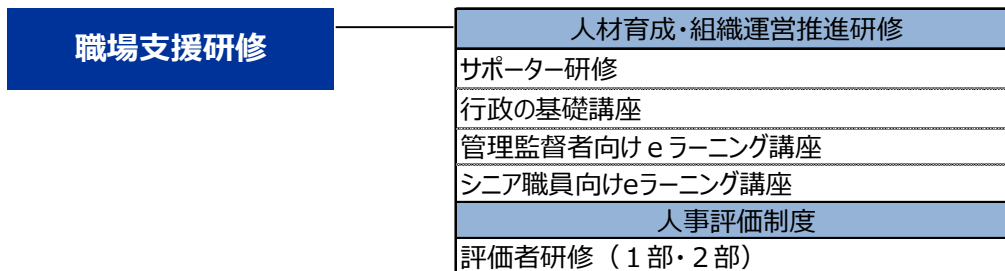 職場支援研修
人材育成・組織運営推進研修
サポーター研修
行政の基礎講座
管理監督者向けｅラーニング講座
シニア職員向けeラーニング講座
人事評価制度
評価者研修（１部・２部）